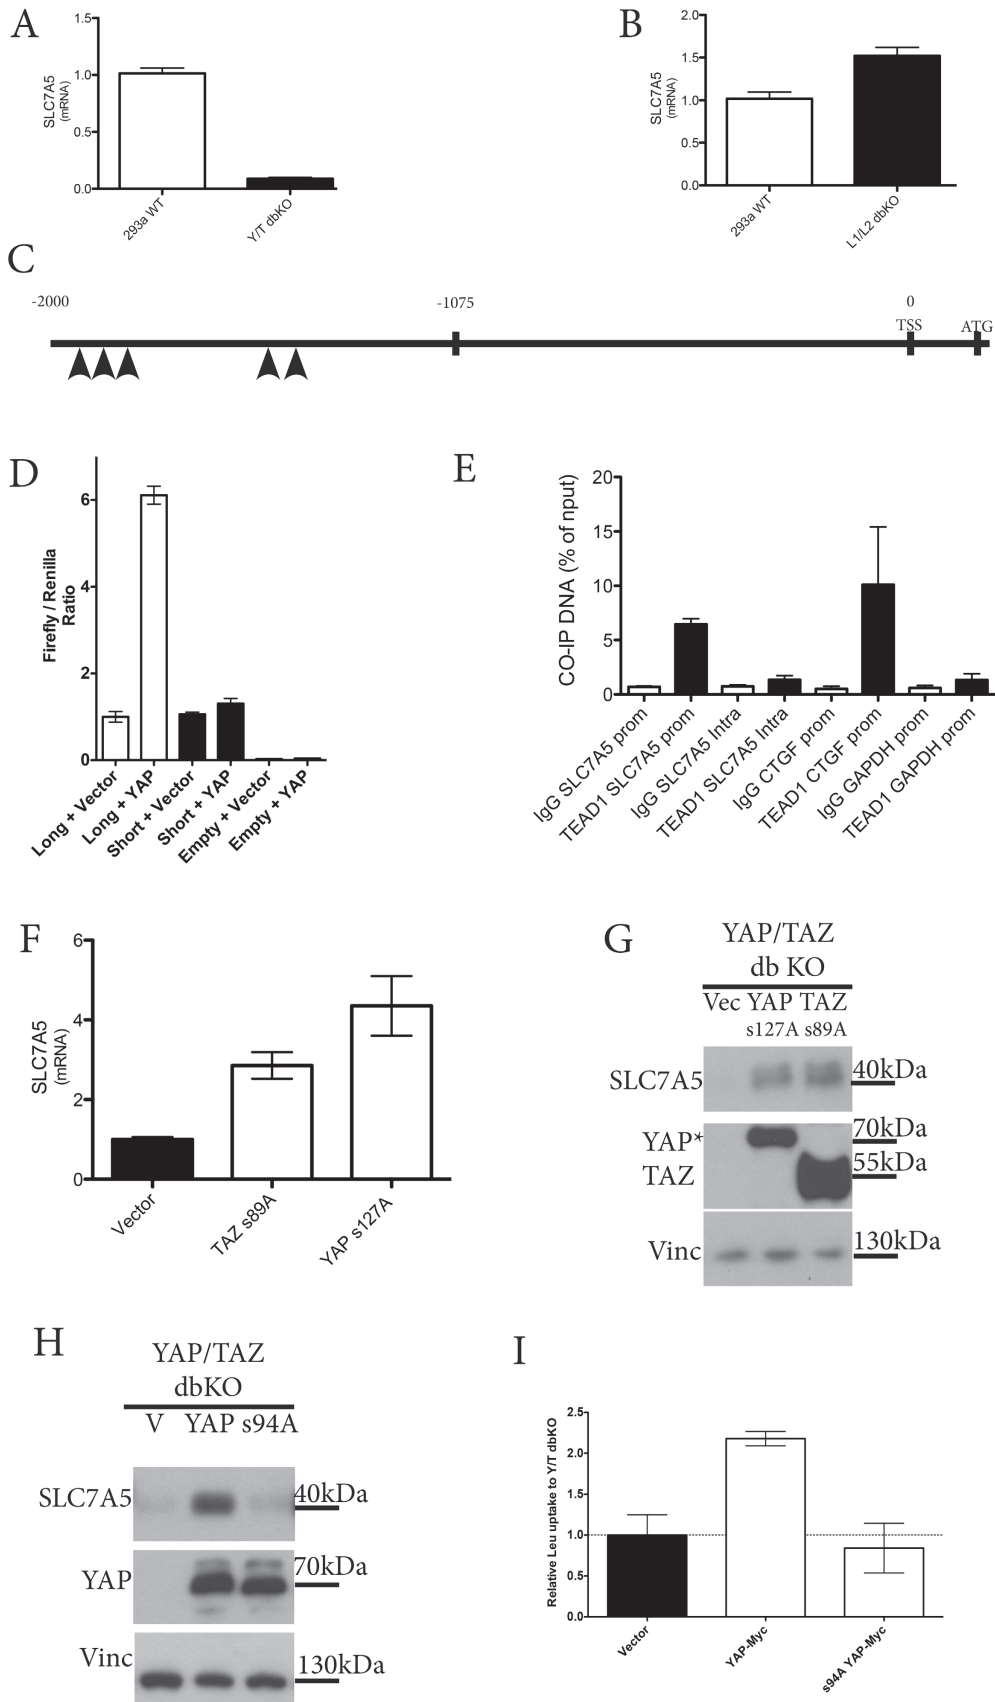 A
1.5
1.0
0.5
0.0
SLC7A5
(mRNA)
293a WT
Y/T dbKO
B
2.0
1.5
1.0
0.5
0.0
SLC7A5
(mRNA)
293a WT
L1/L2 dbKO
C
-2000
-1075
0
TSS
ATG
D
6
4
2
0
Firefly / Renilla
Ratio
Long + Vector
Long + YAP
Short + Vector
Short + YAP
Empty + Vector
Empty + YAP
E
20
15
10
5
0
CO-IP DNA (% of nput)
IgG SLC7A5 prom
TEAD1 SLC7A5 prom
IgG SLC7A5 Intra
TEAD1 SLC7A5 Intra
IgG CTGF prom
TEAD1 CTGF prom
IgG GAPDH prom
TEAD1 GAPDH prom
F
6
4
2
0
SLC7A5
(mRNA)
Vector
TAZ s89A
YAP s127A
G
YAP/TAZ
db KO
Vec YAP TAZ
s127A s89A
SLC7A5
40kDa
YAP*
70kDa
TAZ
55kDa
Vinc
130kDa
H
YAP/TAZ
dbKO
V YAP s94A
SLC7A5
40kDa
YAP
70kDa
Vinc
130kDa
I
2.5
2.0
1.5
1.0
0.5
0.0
Relative Leu uptake to Y/T dbKO
Vector
YAP-Myc
s94A YAP-Myc